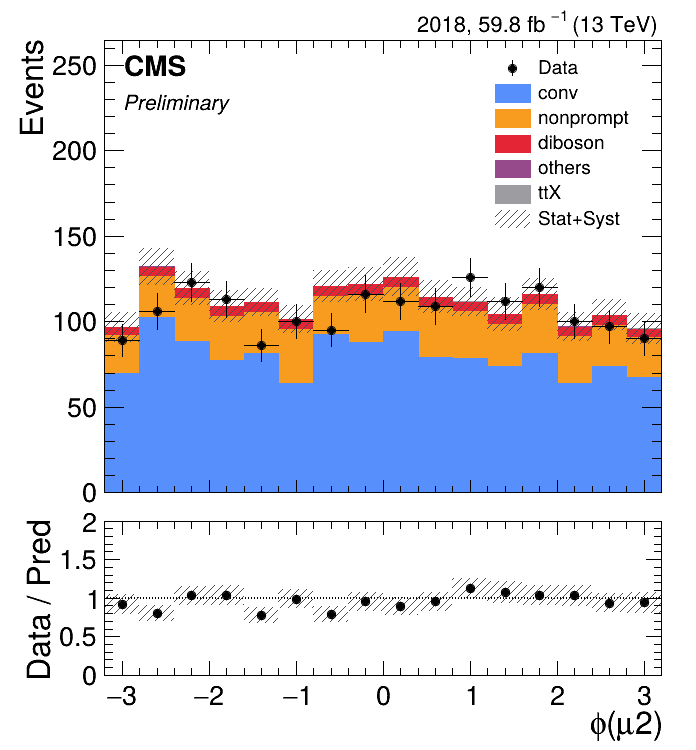 2018, 59.8 fb⁻¹ (13 TeV)
Events
250
200
150
100
50
0
CMS
Preliminary
Data
conv
nonprompt
diboson
others
ttX
Stat+Syst
Data / Pred
2
1.5
1
0.5
0
−3 −2 −1 0 1 2 3
ϕ(μ2)